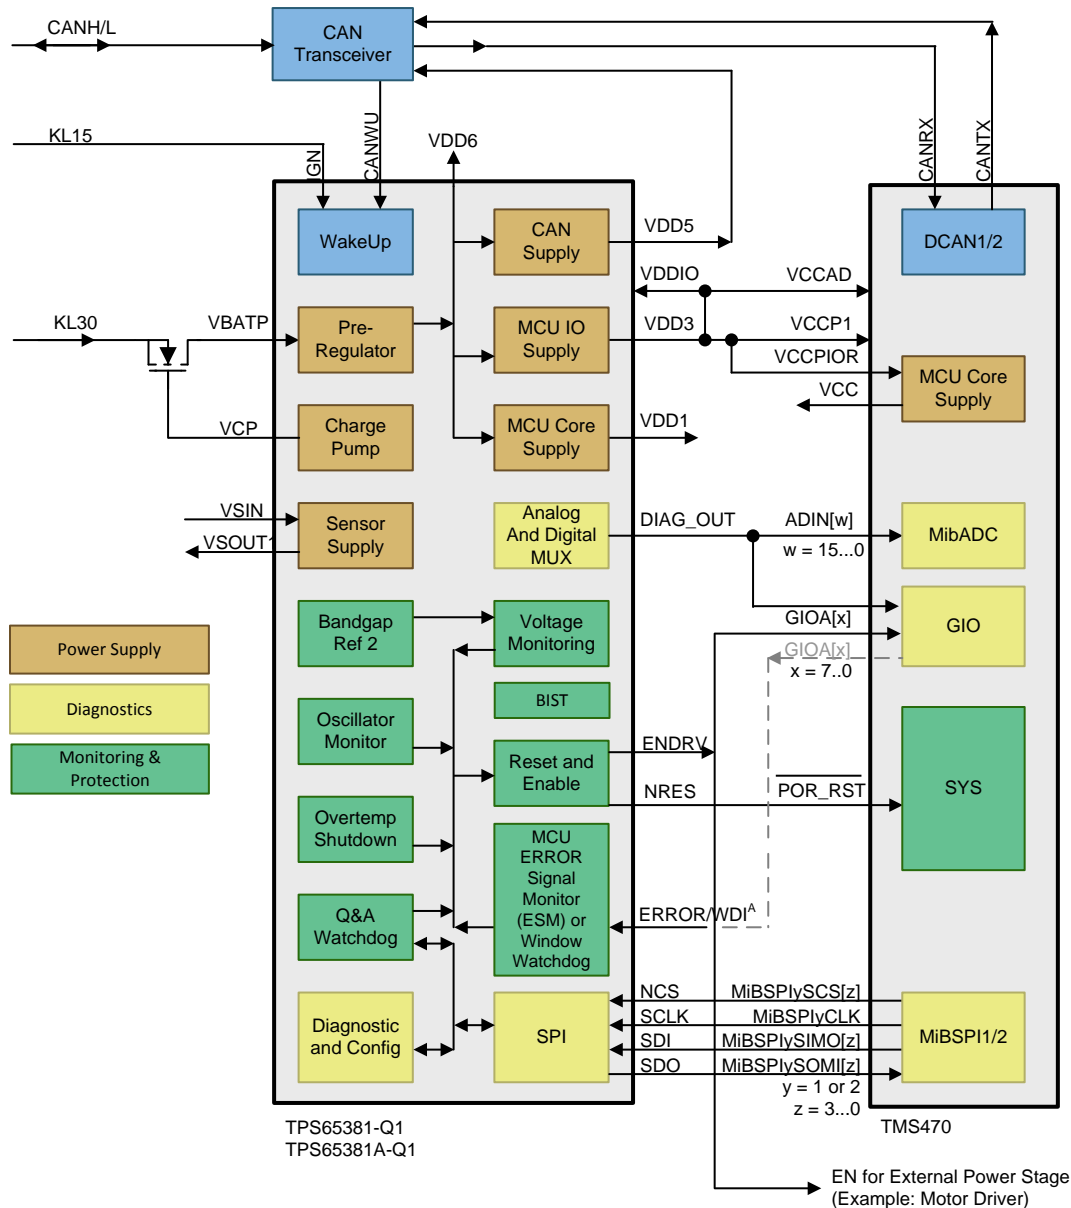 CANH/L
CAN
Transceiver
KL15
IGN
CANWU
VDD6
CANRX
CANTX
WakeUp
CAN
Supply
VDD5
DCAN1/2
VDDIO
VCCAD
KL30
VBATP
Pre-
Regulator
MCU IO
Supply
VDD3
VCCP1
VCCPIOR
VCC
MCU Core
Supply
VCP
Charge
Pump
MCU Core
Supply
VDD1
VSIN
VSOUT1
Sensor
Supply
Analog
And Digital
MUX
DIAG_OUT
ADIN[w]
w = 15...0
MibADC
Power Supply
Diagnostics
Monitoring &
Protection
Bandgap
Ref 2
Voltage
Monitoring
GIOA[x]
GIOA[x]
x = 7..0
GIO
BIST
Oscillator
Monitor
Reset and
Enable
ENDRV
NRES
POR_RST
SYS
Overtemp
Shutdown
MCU
ERROR
Signal
Monitor
(ESM) or
Window
Watchdog
Q&A
Watchdog
ERROR/WDIA
Diagnostic
and Config
SPI
NCS
MiBSPIySCS[z]
SCLK
MiBSPIyCLK
SDI
MiBSPIySIMO[z]
SDO
MiBSPIySOMI[z]
y = 1 or 2
z = 3...0
MiBSPI1/2
TPS65381-Q1
TPS65381A-Q1
TMS470
EN for External Power Stage
(Example: Motor Driver)